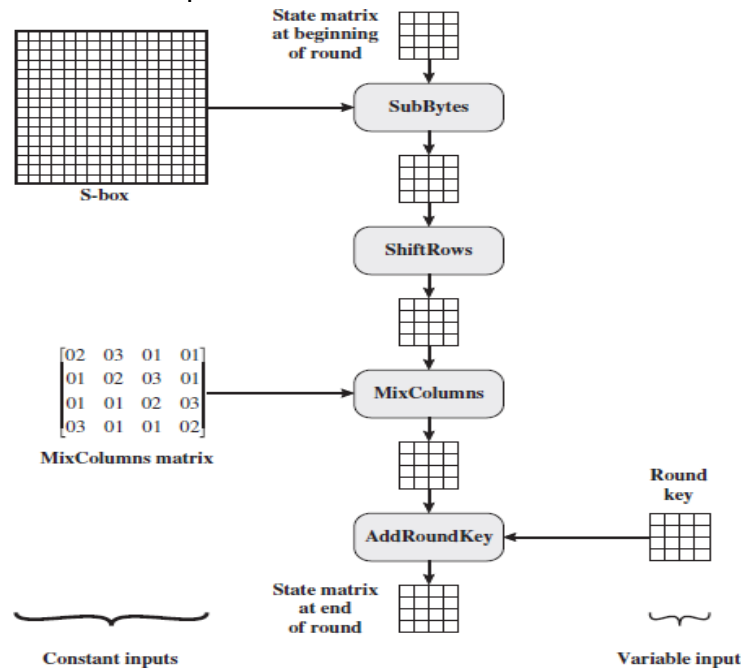 State matrix
at beginning
of round
SubBytes
S-box
ShiftRows
02 03 01 01
01 02 03 01
01 01 02 03
03 01 01 02
MixColumns matrix
MixColumns
Round
key
AddRoundKey
State matrix
at end
of round
Constant inputs
Variable input